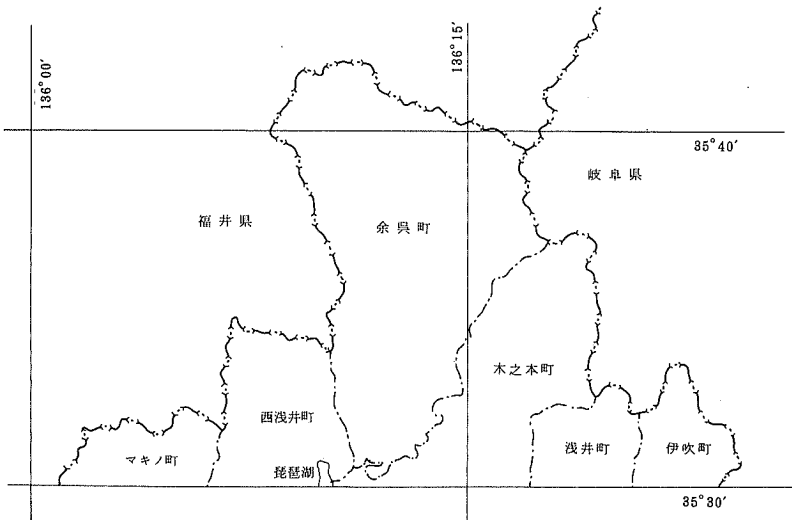 136°00′
136°15′
35°40′
岐阜県
福井県
余呉町
木之本町
西浅井町
マキノ町
浅井町
伊吹町
琵琶湖
35°30′